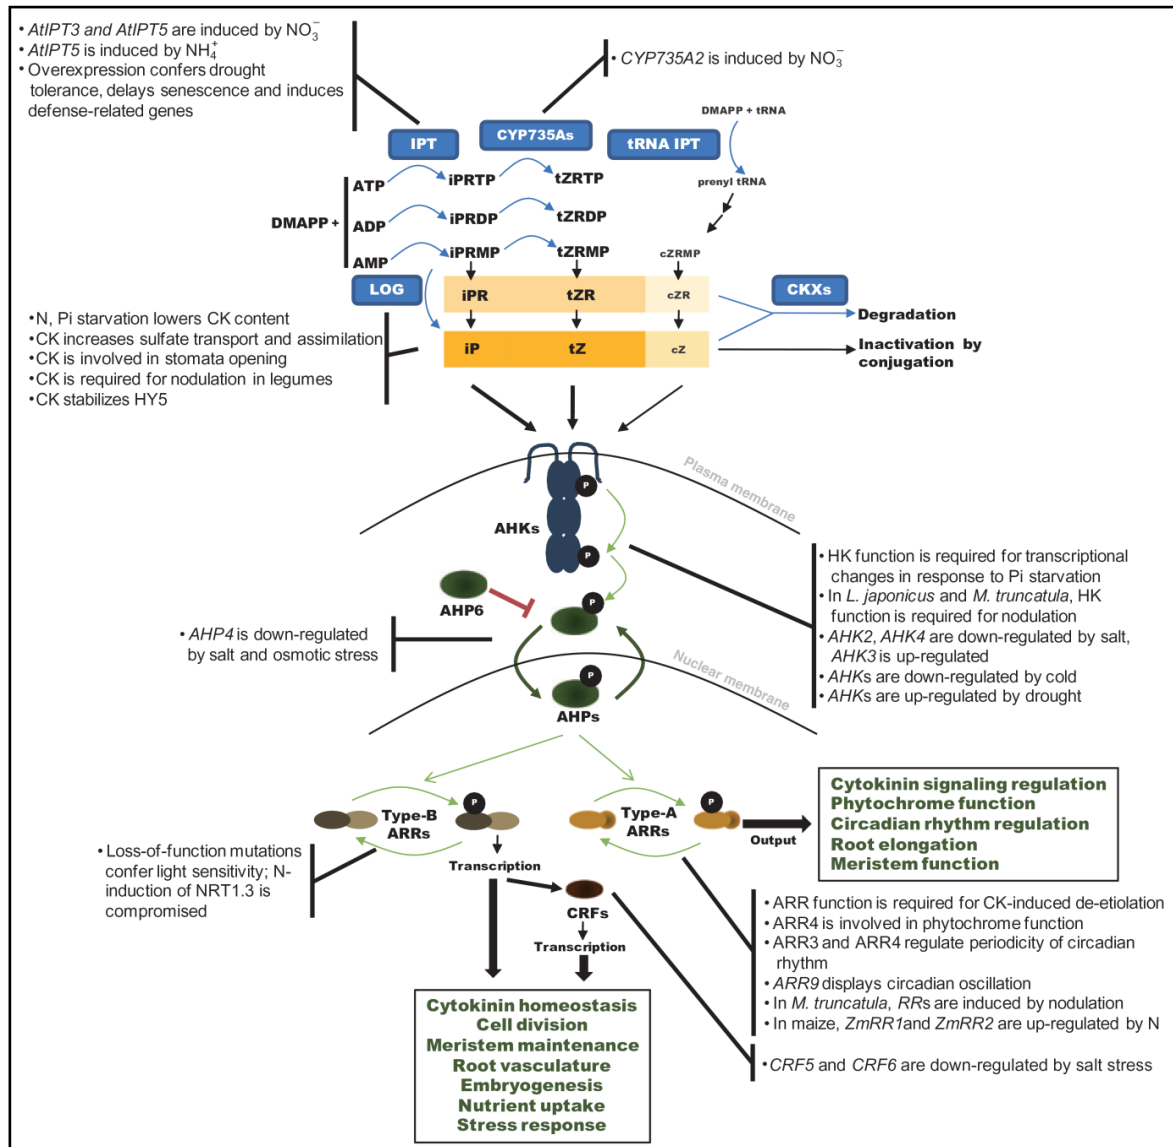 • AtIPT3 and AtIPT5 are induced by NO₃⁻
• AtIPT5 is induced by NH₄⁺
• Overexpression confers drought
tolerance, delays senescence and induces
defense-related genes
• CYP735A2 is induced by NO₃⁻
IPT
CYP735As
tRNA IPT
DMAPP + tRNA
prenyl tRNA
DMAPP +
ATP
iPRTP
tZRTP
ADP
iPRDP
tZRDP
AMP
iPRMP
tZRMP
cZRMP
LOG
CKXs
iPR
tZR
cZR
iP
tZ
cZ
Degradation
Inactivation by
conjugation
• N, Pi starvation lowers CK content
• CK increases sulfate transport and assimilation
• CK is involved in stomata opening
• CK is required for nodulation in legumes
• CK stabilizes HY5
Plasma membrane
P
AHKs
P
AHP6
P
• AHP4 is down-regulated
by salt and osmotic stress
• HK function is required for transcriptional
changes in response to Pi starvation
• In L. japonicus and M. truncatula, HK
function is required for nodulation
• AHK2, AHK4 are down-regulated by salt,
AHK3 is up-regulated
• AHKs are down-regulated by cold
• AHKs are up-regulated by drought
Nuclear membrane
P
AHPs
Type-B
ARRs
P
Type-A
ARRs
P
Output
Cytokinin signaling regulation
Phytochrome function
Circadian rhythm regulation
Root elongation
Meristem function
• Loss-of-function mutations
confer light sensitivity; N-
induction of NRT1.3 is
compromised
Transcription
CRFs
Transcription
• ARR function is required for CK-induced de-etiolation
• ARR4 is involved in phytochrome function
• ARR3 and ARR4 regulate periodicity of circadian
rhythm
• ARR9 displays circadian oscillation
• In M. truncatula, RRs are induced by nodulation
• In maize, ZmRR1and ZmRR2 are up-regulated by N
• CRF5 and CRF6 are down-regulated by salt stress
Cytokinin homeostasis
Cell division
Meristem maintenance
Root vasculature
Embryogenesis
Nutrient uptake
Stress response